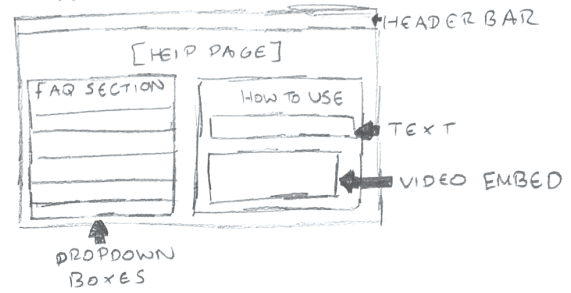 HEADER BAR
[HELP PAGE]
FAQ SECTION
HOW TO USE
TEXT
VIDEO EMBED
DROPDOWN
BOXES